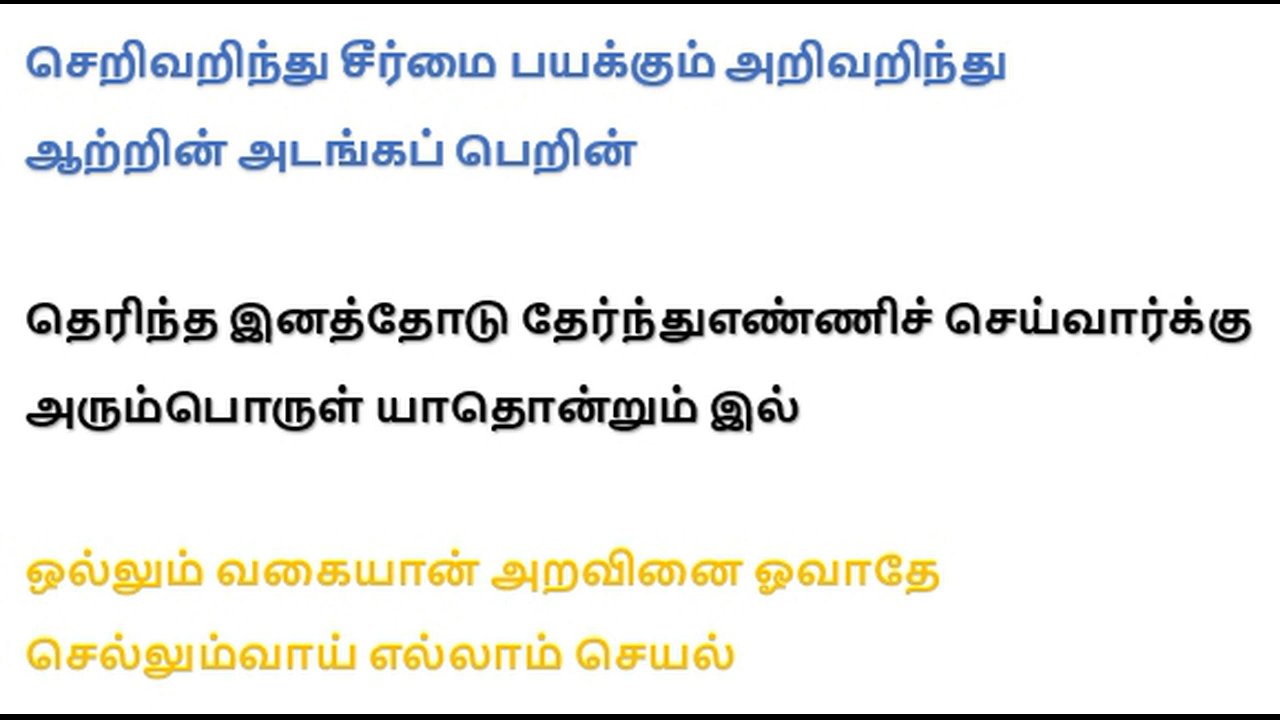 செறிவறிந்து சீர்மை பயக்கும் அறிவறிந்து
ஆற்றின் அடங்கப் பெறின்
தெரிந்த இனத்தோடு தேர்ந்துஎண்ணிச் செய்வார்க்கு
அரும்பொருள் யாதொன்றும் இல்
ஒல்லும் வகையான் அறவினை ஓவாதே
செல்லும்வாய் எல்லாம் செயல்